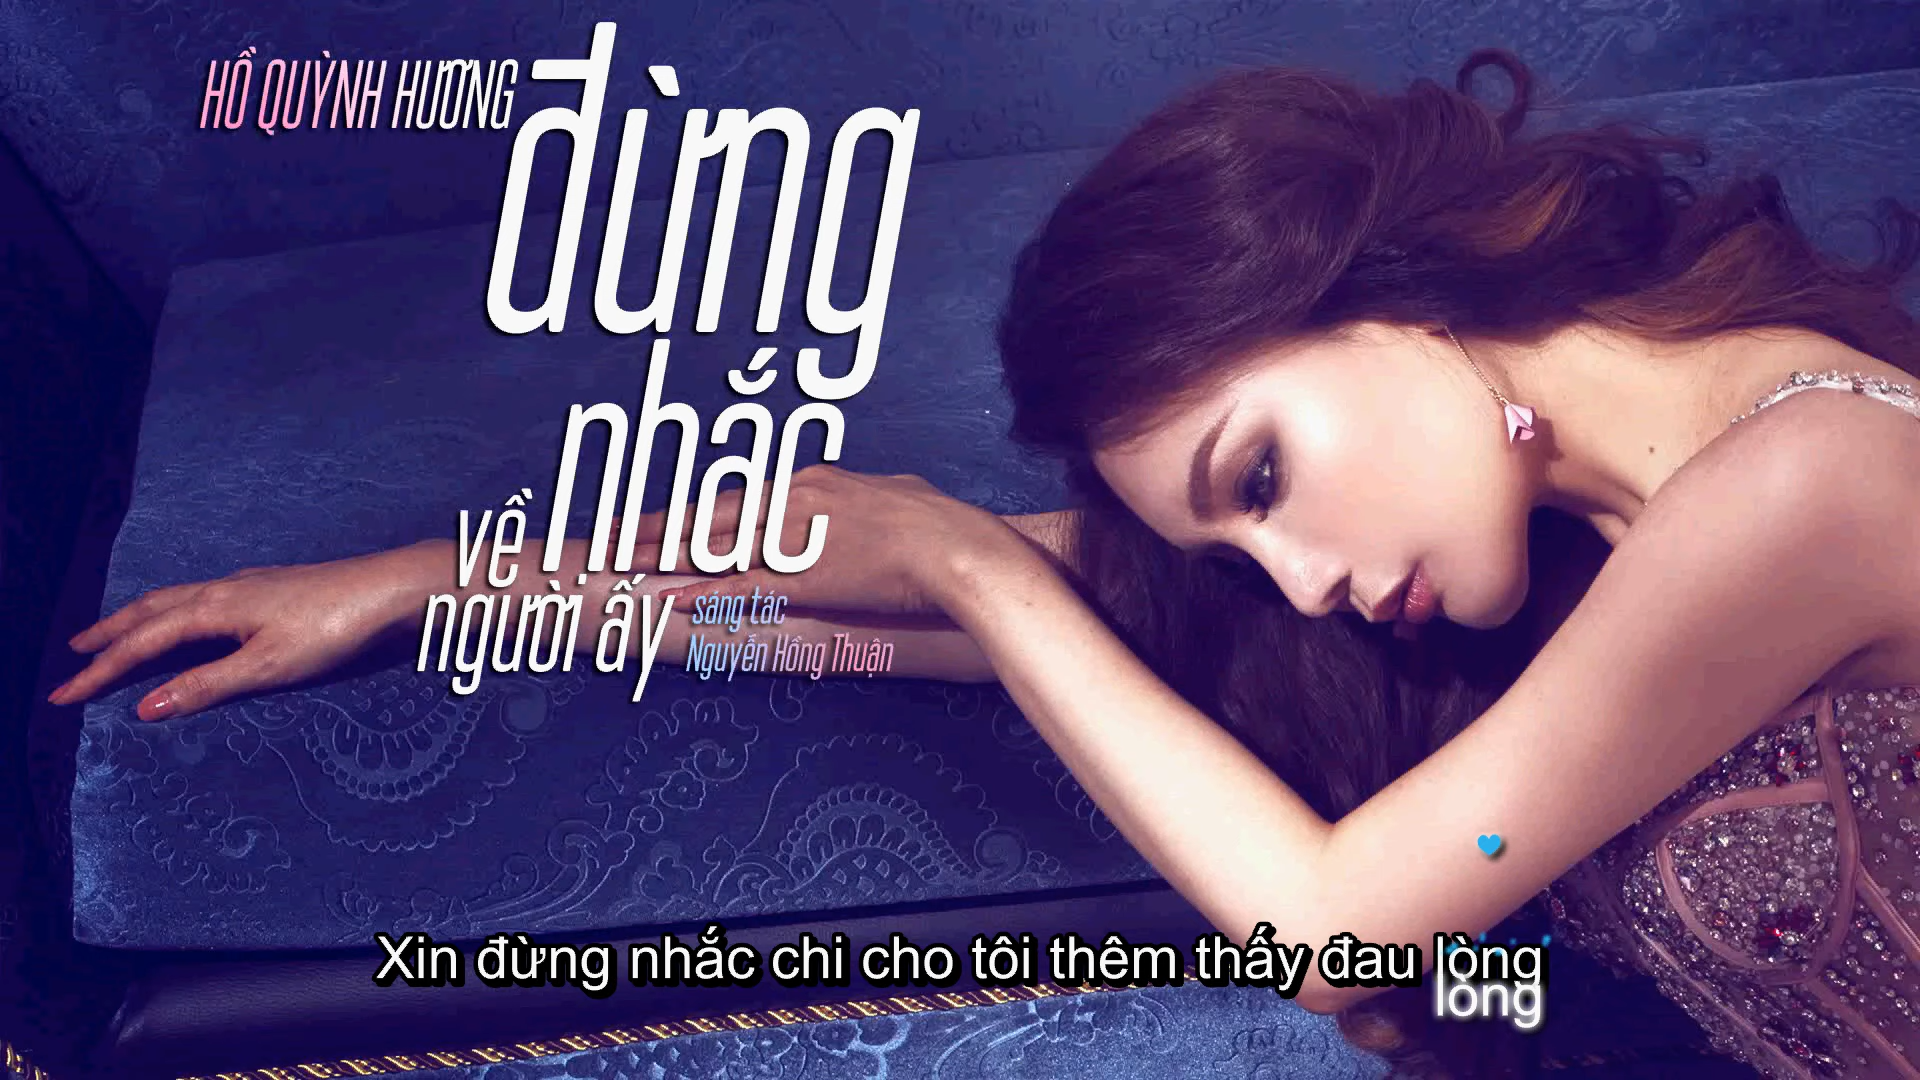 HỒ QUỲNH HƯƠNG
đừng
nhắc
về
người ấy
sáng tác
Nguyễn Hồng Thuận
Xin đừng nhắc chi cho tôi thêm thấy đau lòng
lòng